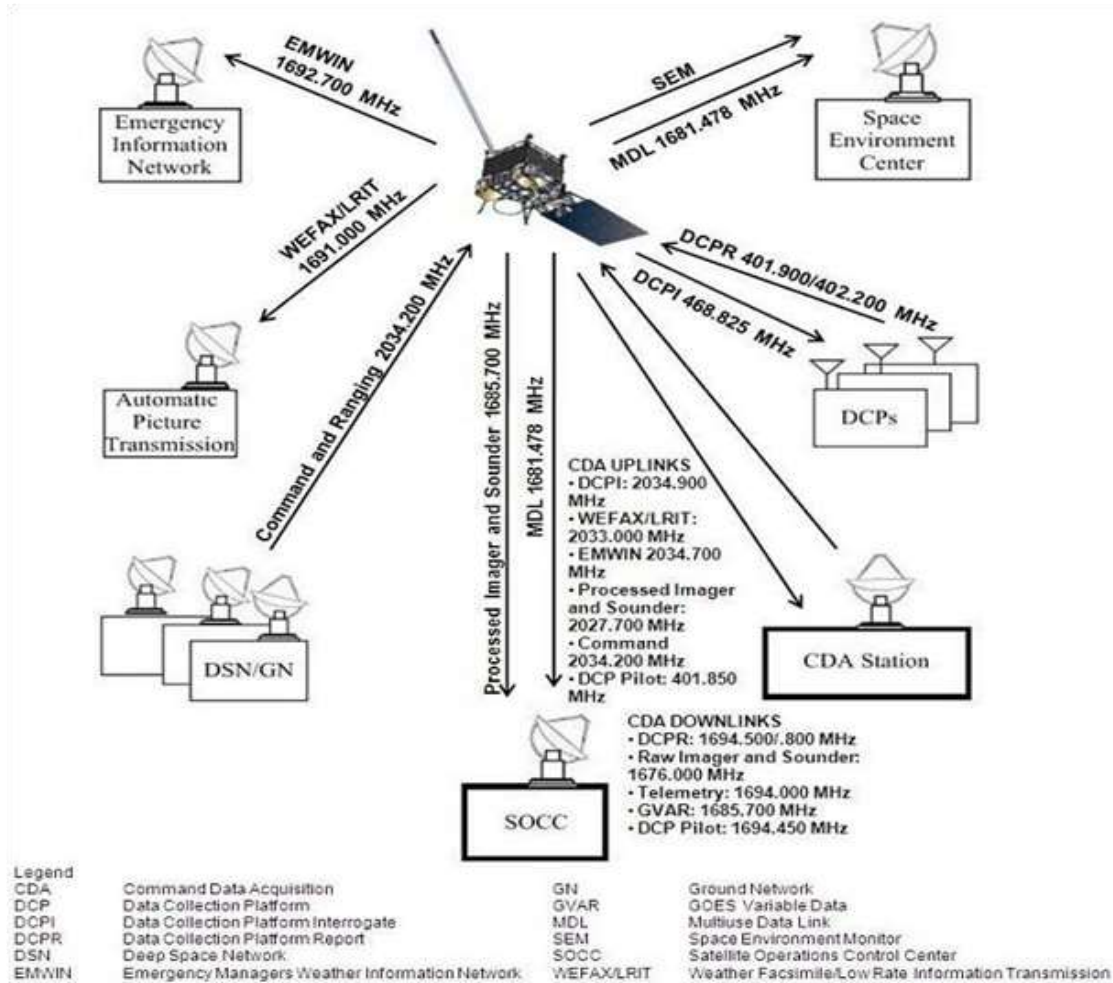 EMWIN
1692.700 MHz
Emergency
Information
Network
SEM
MDL 1681.478 MHz
Space
Environment
Center
WEFAX/LRIT
1691.000 MHz
Automatic
Picture
Transmission
DCPR 401.900/402.200 MHz
DCPI 468.825 MHz
DCPs
Command and Ranging 2034.200 MHz
DSN/GN
Processed Imager and Sounder 1685.700 MHz
MDL 1681.478 MHz
SOCC
CDA UPLINKS
• DCPI: 2034.900
MHz
• WEFAX/LRIT:
2033.000 MHz
• EMWIN 2034.700
MHz
• Processed Imager
and Sounder:
2027.700 MHz
• Command
2034.200 MHz
• DCP Pilot: 401.850
MHz
CDA Station
CDA DOWNLINKS
• DCPR: 1694.500/.800 MHz
• Raw Imager and Sounder:
1676.000 MHz
• Telemetry: 1694.000 MHz
• GVAR: 1685.700 MHz
• DCP Pilot: 1694.450 MHz
Legend
CDA Command Data Acquisition
DCP Data Collection Platform
DCPI Data Collection Platform Interrogate
DCPR Data Collection Platform Report
DSN Deep Space Network
EMWIN Emergency Managers Weather Information Network
GN Ground Network
GVAR GOES Variable Data
MDL Multiuse Data Link
SEM Space Environment Monitor
SOCC Satellite Operations Control Center
WEFAX/LRIT Weather Facsimile/Low Rate Information Transmission